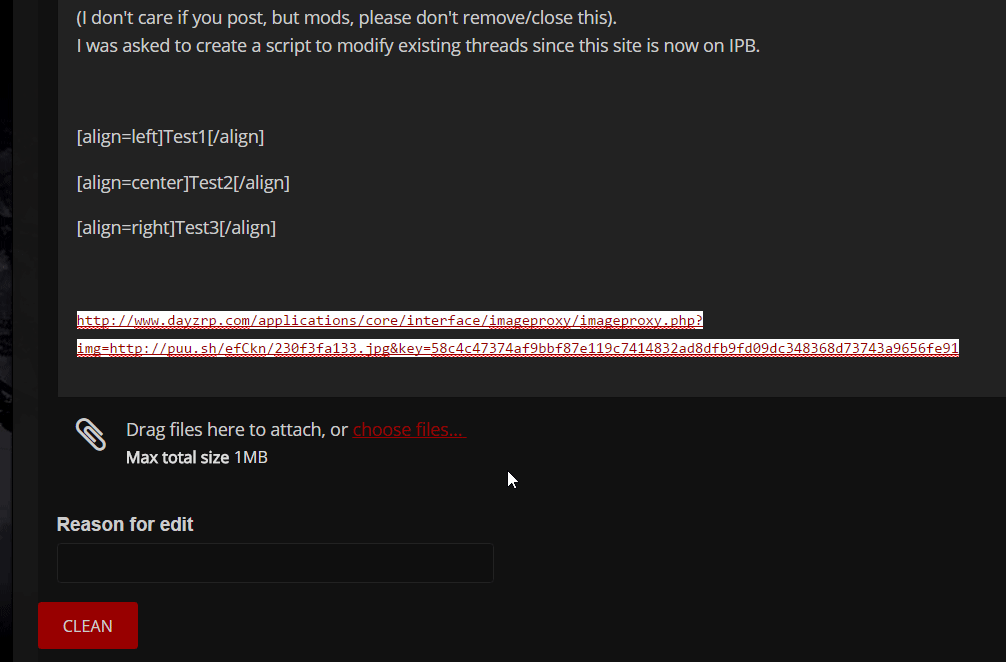 (I don't care if you post, but mods, please don't remove/close this).
I was asked to create a script to modify existing threads since this site is now on IPB.
[align=left]Test1[/align]
[align=center]Test2[/align]
[align=right]Test3[/align]
http://www.dayzrp.com/applications/core/interface/imageproxy/imageproxy.php?
img=http://puu.sh/efCkn/230f3fa133.jpg&key=58c4c47374af9bbf87e119c7414832ad8dfb9fd09dc348368d73743a9656fe91
Drag files here to attach, or choose files...
Max total size 1MB
Reason for edit
CLEAN